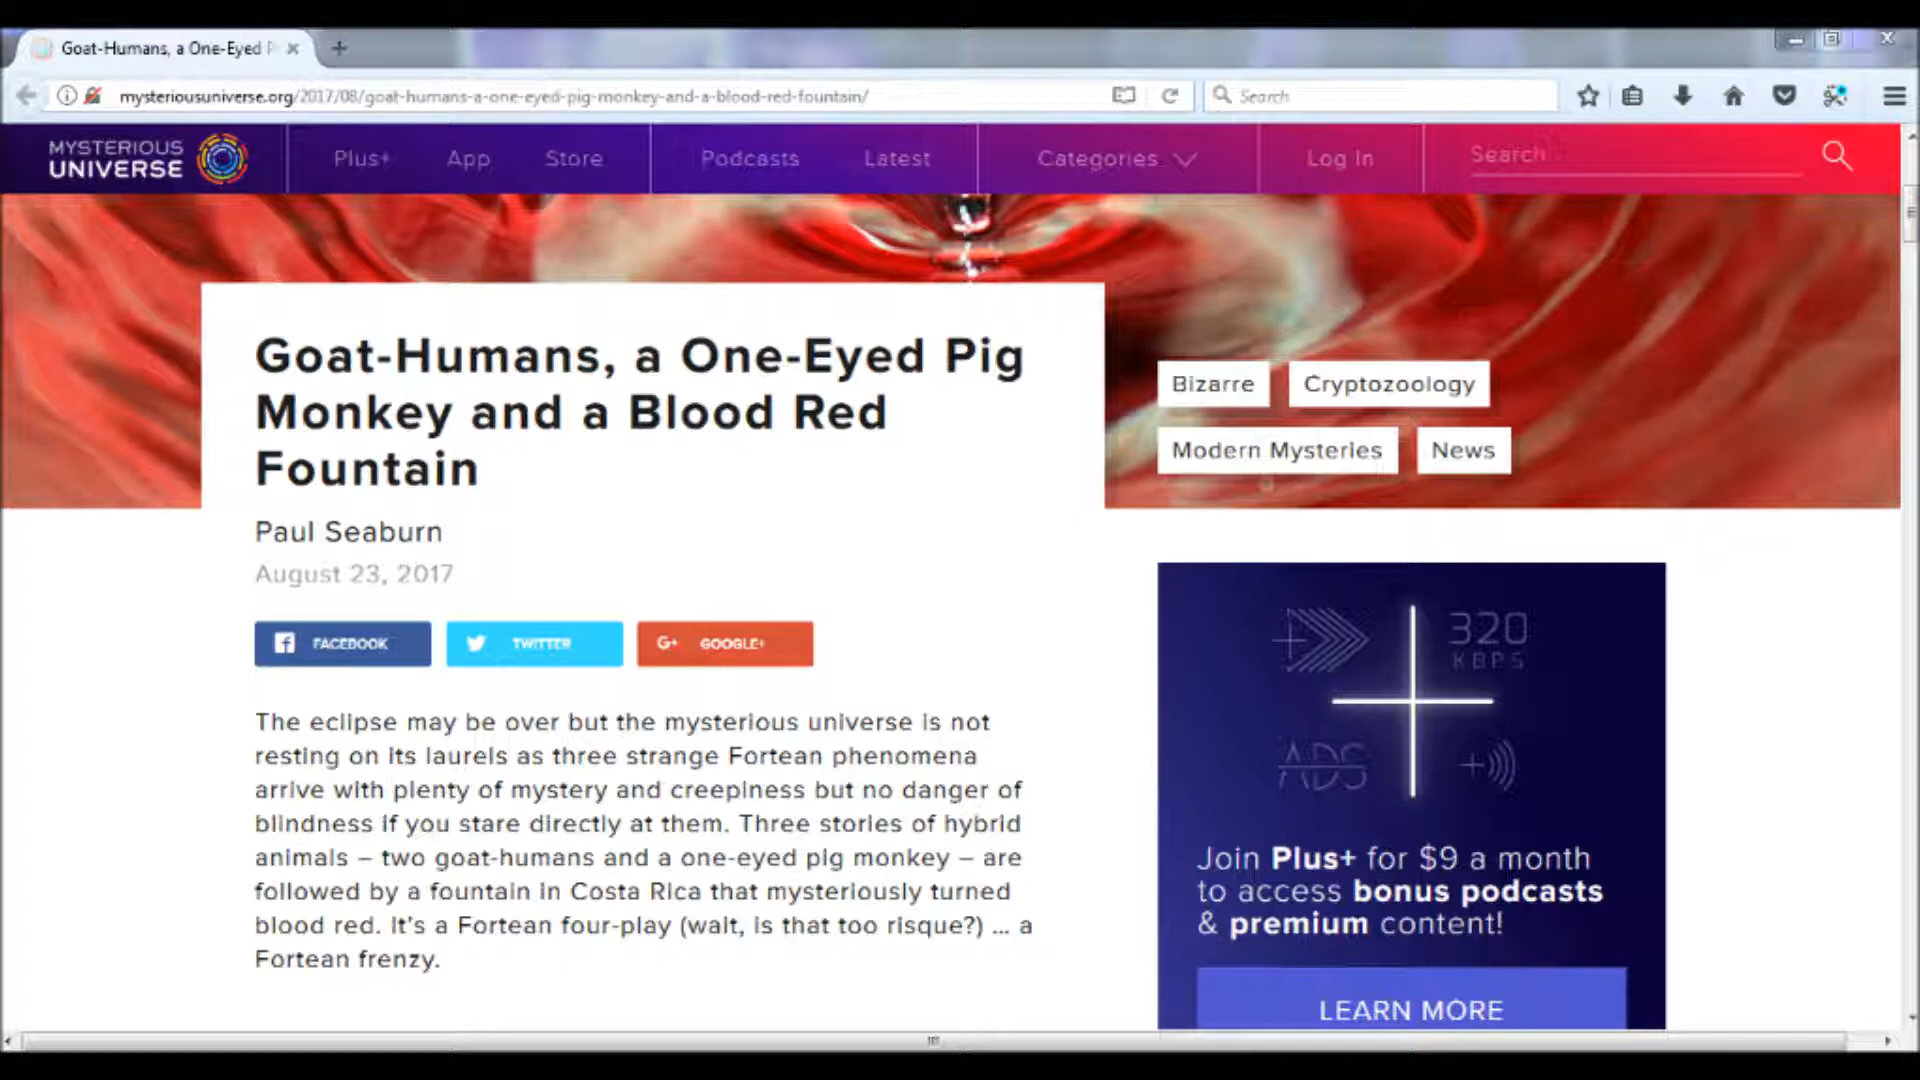 Goat-Humans, a One-Eyed P
mysteriousuniverse.org/2017/08/goat-humans-a-one-eyed-pig-monkey-and-a-blood-red-fountain/
Search
MYSTERIOUS
UNIVERSE
Plus+
App
Store
Podcasts
Latest
Categories
Log In
Search
Goat-Humans, a One-Eyed Pig
Monkey and a Blood Red
Fountain
Bizarre
Cryptozoology
Modern Mysteries
News
Paul Seaburn
August 23, 2017
FACEBOOK
TWITTER
G+ GOOGLE+
The eclipse may be over but the mysterious universe is not
resting on its laurels as three strange Fortean phenomena
arrive with plenty of mystery and creepiness but no danger of
blindness if you stare directly at them. Three stories of hybrid
animals – two goat-humans and a one-eyed pig monkey – are
followed by a fountain in Costa Rica that mysteriously turned
blood red. It's a Fortean four-play (wait, is that too risque?) ... a
Fortean frenzy.
320
KBPS
ADS
Join Plus+ for $9 a month
to access bonus podcasts
& premium content!
LEARN MORE